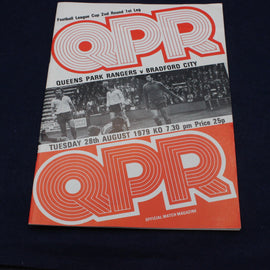 Football League Cup 2nd Round 1st Leg
QPR
QUEENS PARK RANGERS v BRADFORD CITY
TUESDAY 28th AUGUST 1979 KO 7.30 pm Price 25p
QPR
OFFICIAL MATCH MAGAZINE